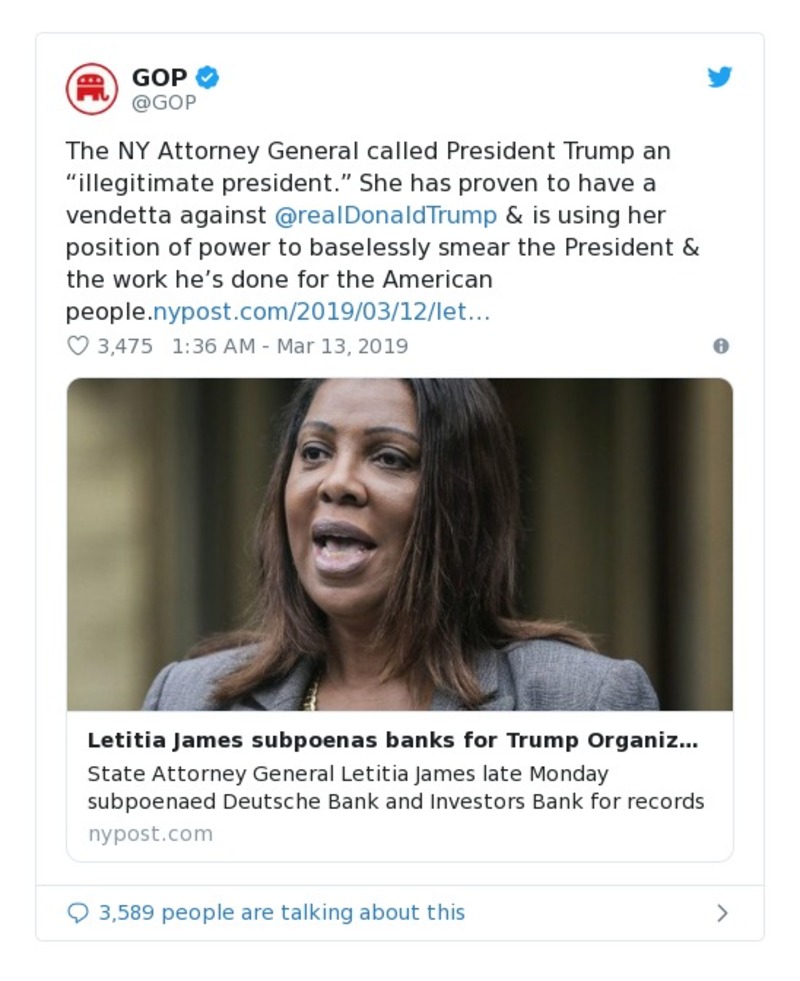 GOP
@GOP
The NY Attorney General called President Trump an
“illegitimate president.” She has proven to have a
vendetta against @realDonaldTrump & is using her
position of power to baselessly smear the President &
the work he’s done for the American
people.nypost.com/2019/03/12/let…
3,475 1:36 AM - Mar 13, 2019
Letitia James subpoenas banks for Trump Organiz…
State Attorney General Letitia James late Monday
subpoenaed Deutsche Bank and Investors Bank for records
nypost.com
3,589 people are talking about this